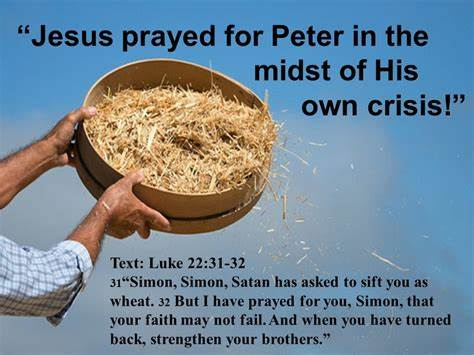 “Jesus prayed for Peter in the
midst of His
own crisis!”
Text: Luke 22:31-32
31“Simon, Simon, Satan has asked to sift you as
wheat. 32 But I have prayed for you, Simon, that
your faith may not fail. And when you have turned
back, strengthen your brothers.”